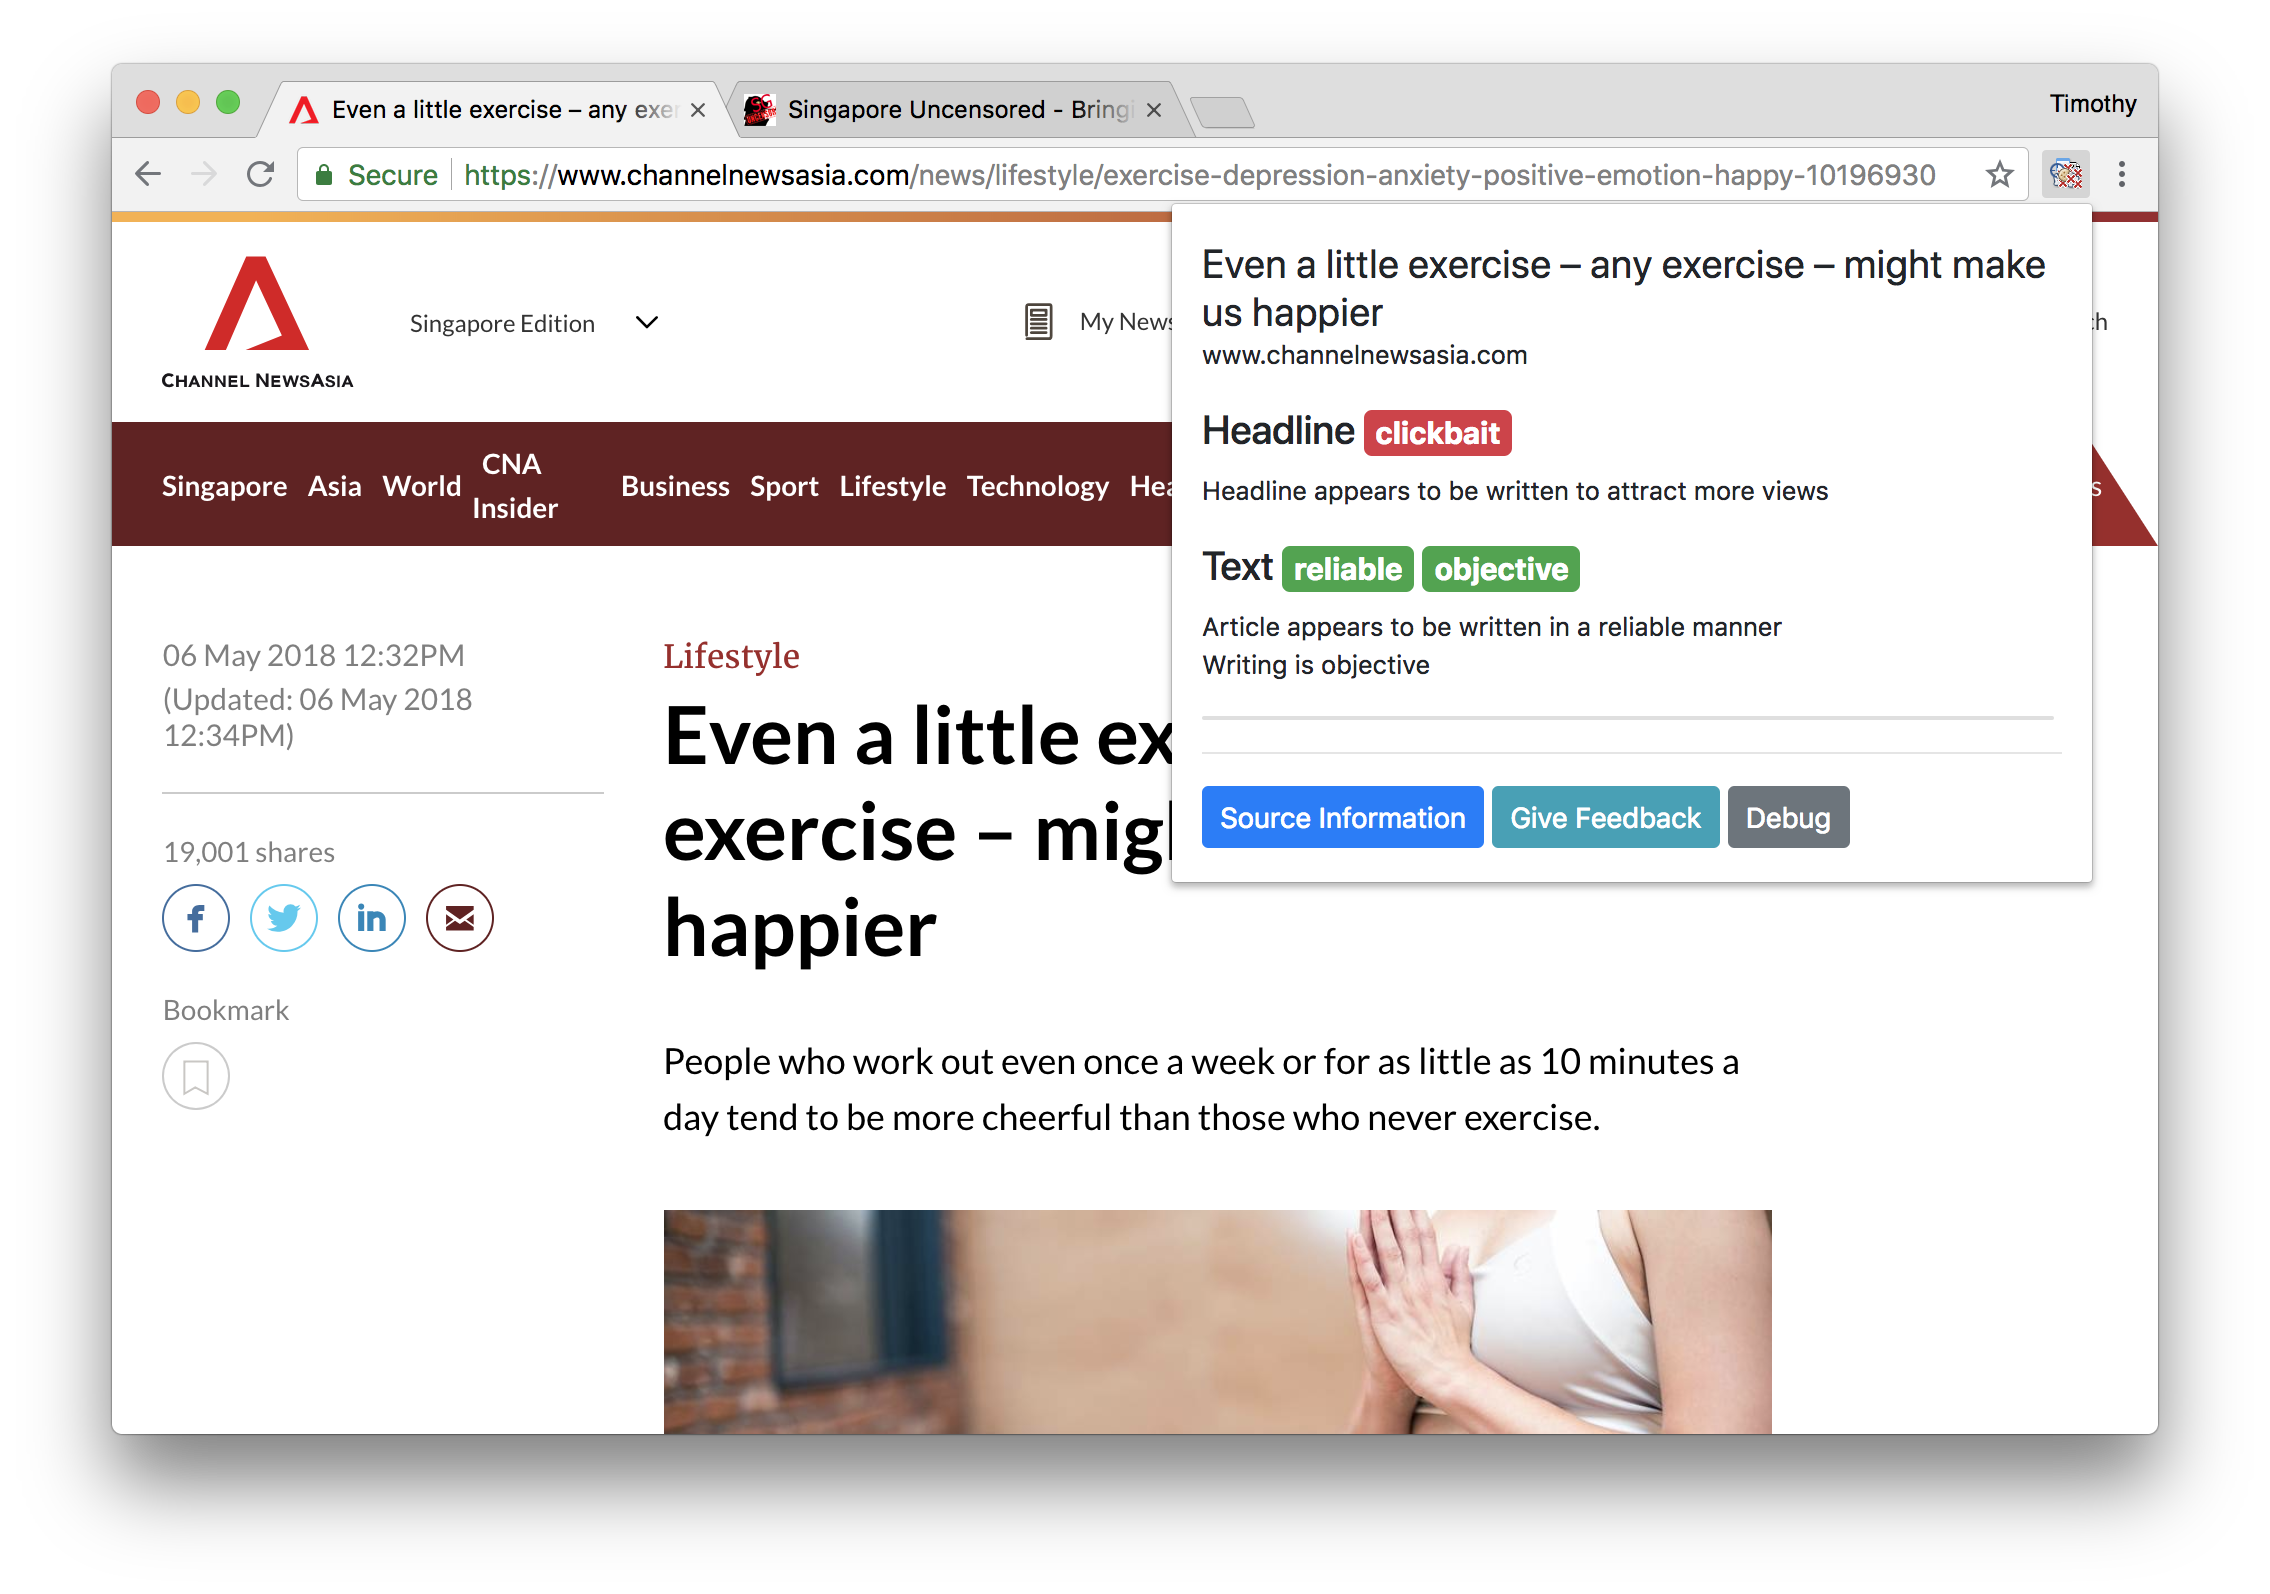 Even a little exercise – any exer
Singapore Uncensored - Bringi
Timothy
Secure https://www.channelnewsasia.com/news/lifestyle/exercise-depression-anxiety-positive-emotion-happy-10196930
CHANNEL NEWSASIA
Singapore Edition
My News
Singapore Asia World CNA Insider Business Sport Lifestyle Technology Hea
Even a little exercise – any exercise – might make
us happier
www.channelnewsasia.com
Headline clickbait
Headline appears to be written to attract more views
Text reliable objective
Article appears to be written in a reliable manner
Writing is objective
Source Information Give Feedback Debug
06 May 2018 12:32PM
(Updated: 06 May 2018
12:34PM)
19,001 shares
Bookmark
Lifestyle
Even a little ex
exercise – migh
happier
People who work out even once a week or for as little as 10 minutes a
day tend to be more cheerful than those who never exercise.